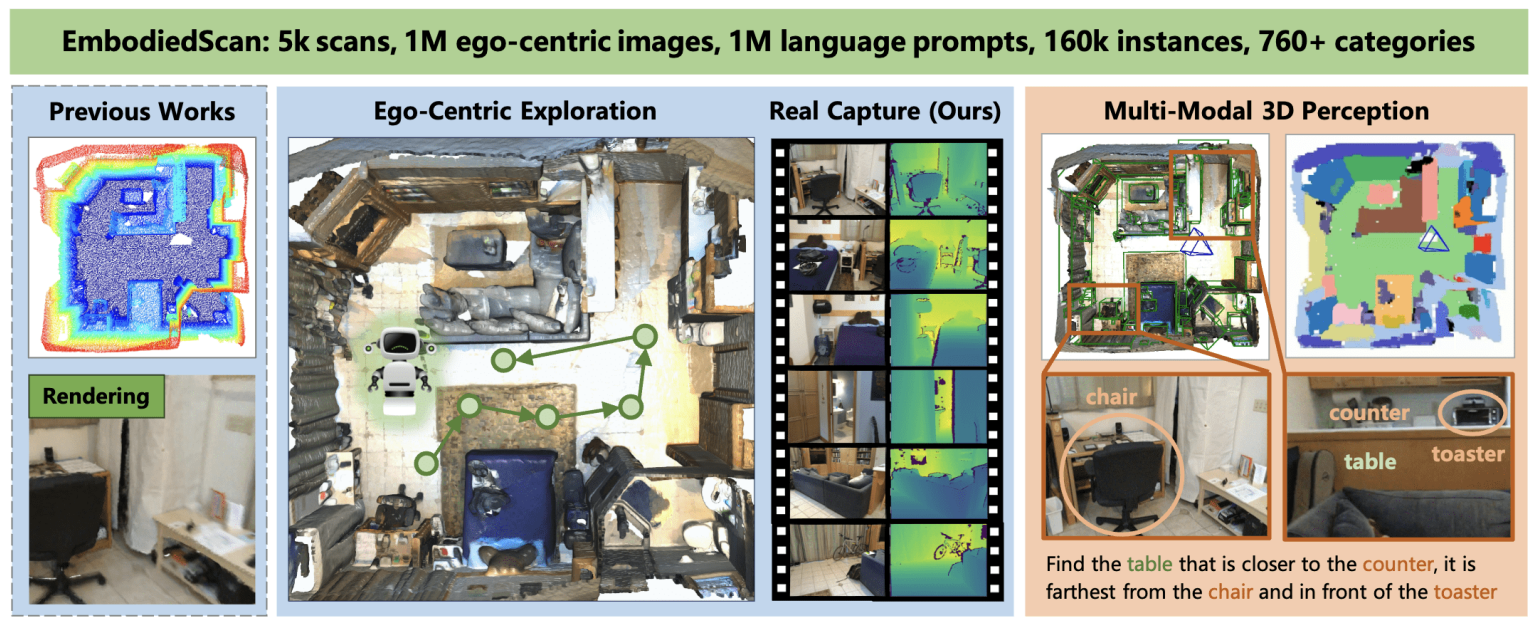 EmbodiedScan: 5k scans, 1M ego-centric images, 1M language prompts, 160k instances, 760+ categories
Previous Works
Rendering
Ego-Centric Exploration
Real Capture (Ours)
Multi-Modal 3D Perception
chair
counter
toaster
table
Find the table that is closer to the counter, it is
farthest from the chair and in front of the toaster